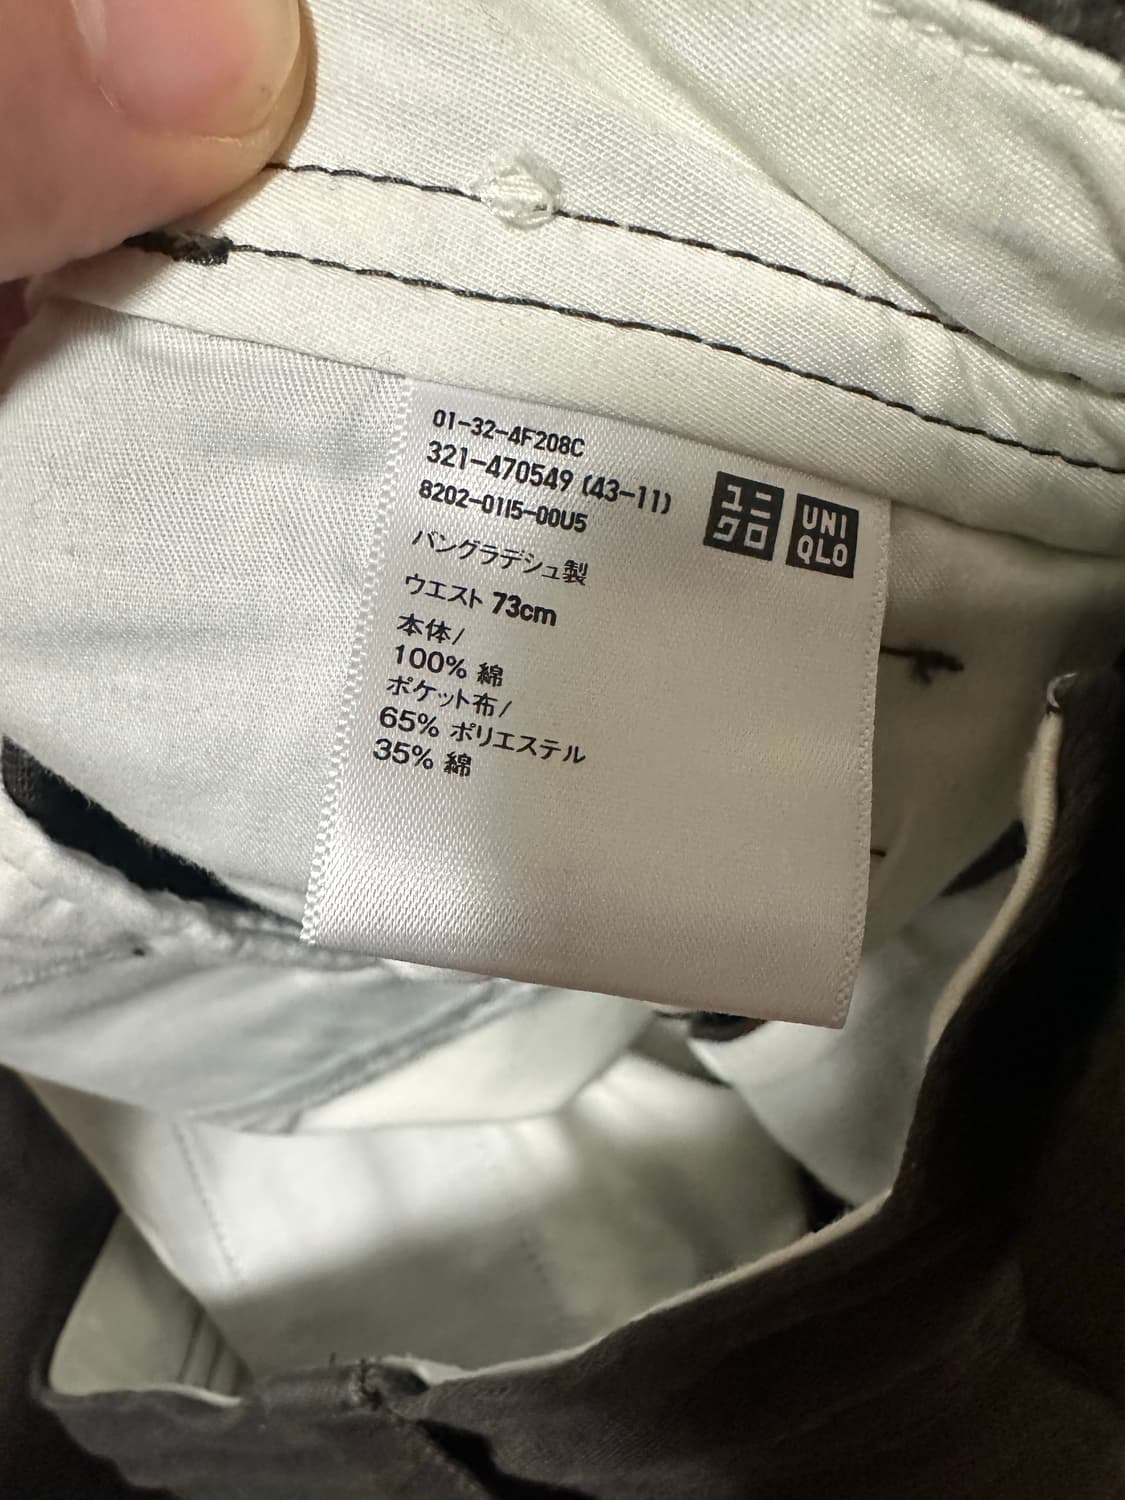 01-32-4F208C
321-470549 (43-11)
8202-0115-00U5
バングラデシュ製
ウエスト 73cm
本体/
100% 綿
ポケット布/
65% ポリエステル
35% 綿
ユニ
クロ
UNI
QLO